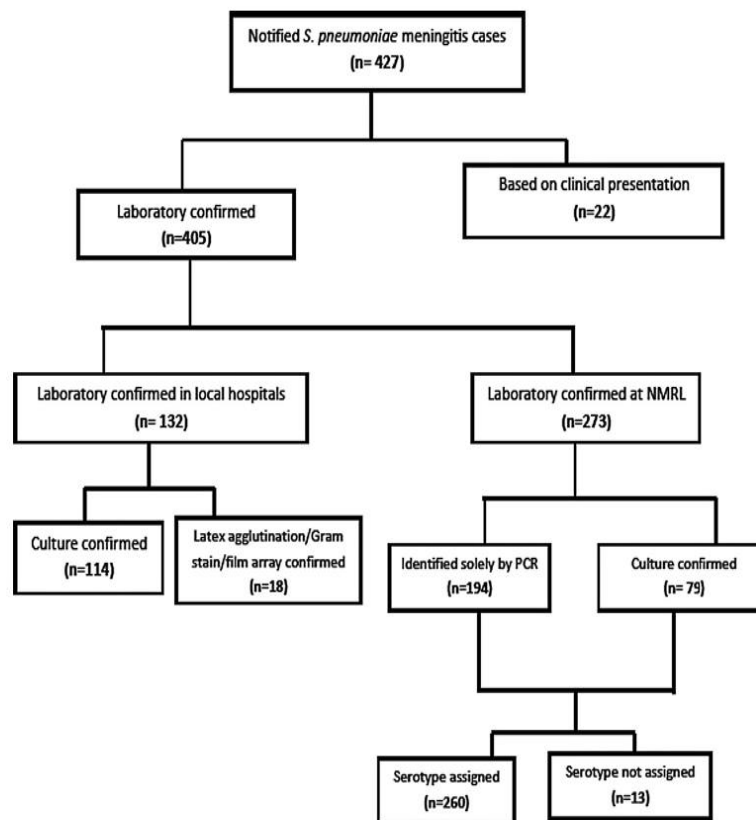 Notified S. pneumoniae meningitis cases
(n= 427)
Based on clinical presentation
(n=22)
Laboratory confirmed
(n=405)
Laboratory confirmed in local hospitals
(n= 132)
Laboratory confirmed at NMRL
(n=273)
Culture confirmed
(n=114)
Latex agglutination/Gram
stain/film array confirmed
(n=18)
Identified solely by PCR
(n=194)
Culture confirmed
(n= 79)
Serotype assigned
(n=260)
Serotype not assigned
(n=13)